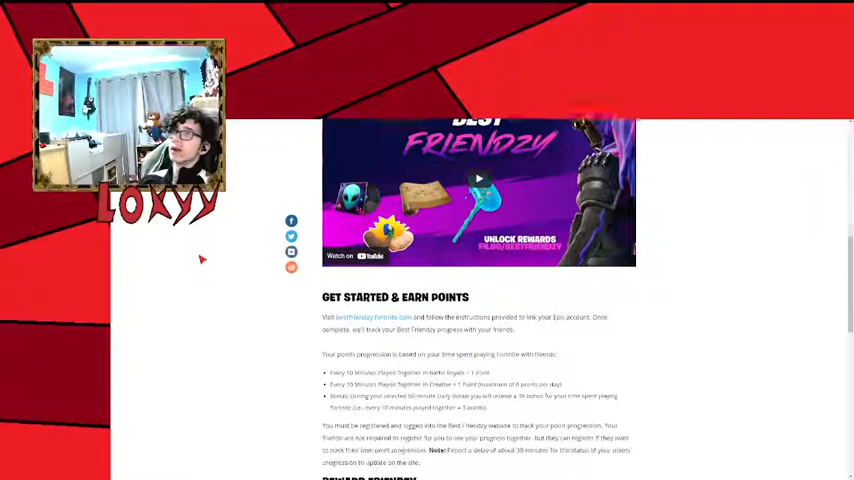 BEST
FRIENDZY
LOXYY
UNLOCK REWARDS
FN.GG/BESTFRIENDZY
Watch on YouTube
GET STARTED & EARN POINTS
Visit bestfriendzy.fortnite.com and follow the instructions provided to link your Epic account. Once
complete, we'll track your Best Friendzy progress with your friends.
Your points progression is based on your time spent playing Fortnite with friends:
Every 10 Minutes Played Together in Battle Royale = 1 Point
Every 10 Minutes Played Together in Creative = 1 Point (maximum of 6 points per day)
Bonus: During your selected 60-minute Daily Bonus you will receive a 3X bonus for your time spent playing
Fortnite (i.e., every 10 minutes played together = 3 points).
You must be registered and logged into the Best Friendzy website to track your point progression. Your
friends are not required to register for you to see your progress together, but they can register if they want
to track their own point progression. Note: Expect a delay of about 30 minutes for the status of your points
progression to update on the site.
REWARD FRIENDZY